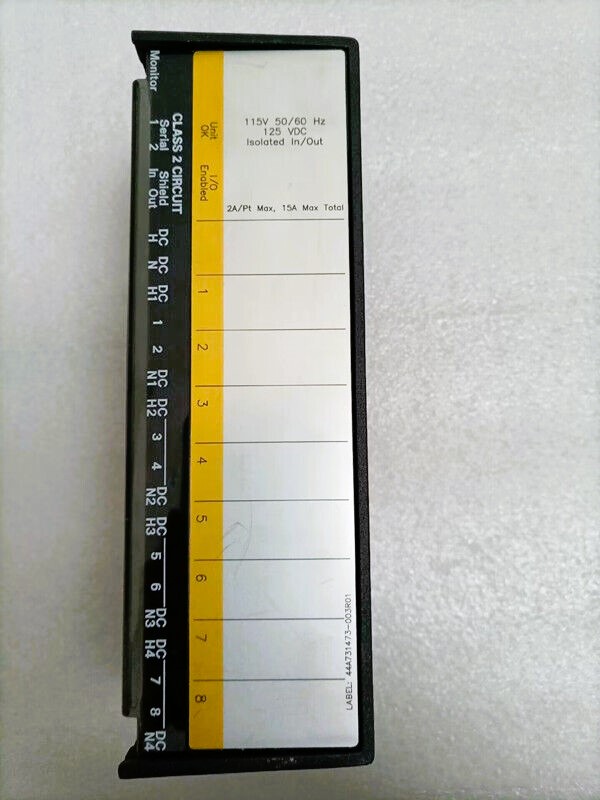 115V 50/60 Hz
125 VDC
Isolated In/Out
2A/Pt Max, 15A Max Total
Unit
OK
I/O
Enabled
1
2
3
4
5
6
7
8
LABEL: 44A731473-003R01
CLASS 2 CIRCUIT
Serial Shield
Monitor 1 2 In Out
DC
H
DC
N
DC
H1
1
2
DC
N1
DC
H2
3
4
DC
N2
DC
H3
5
6
DC
N3
DC
H4
7
8
DC
N4